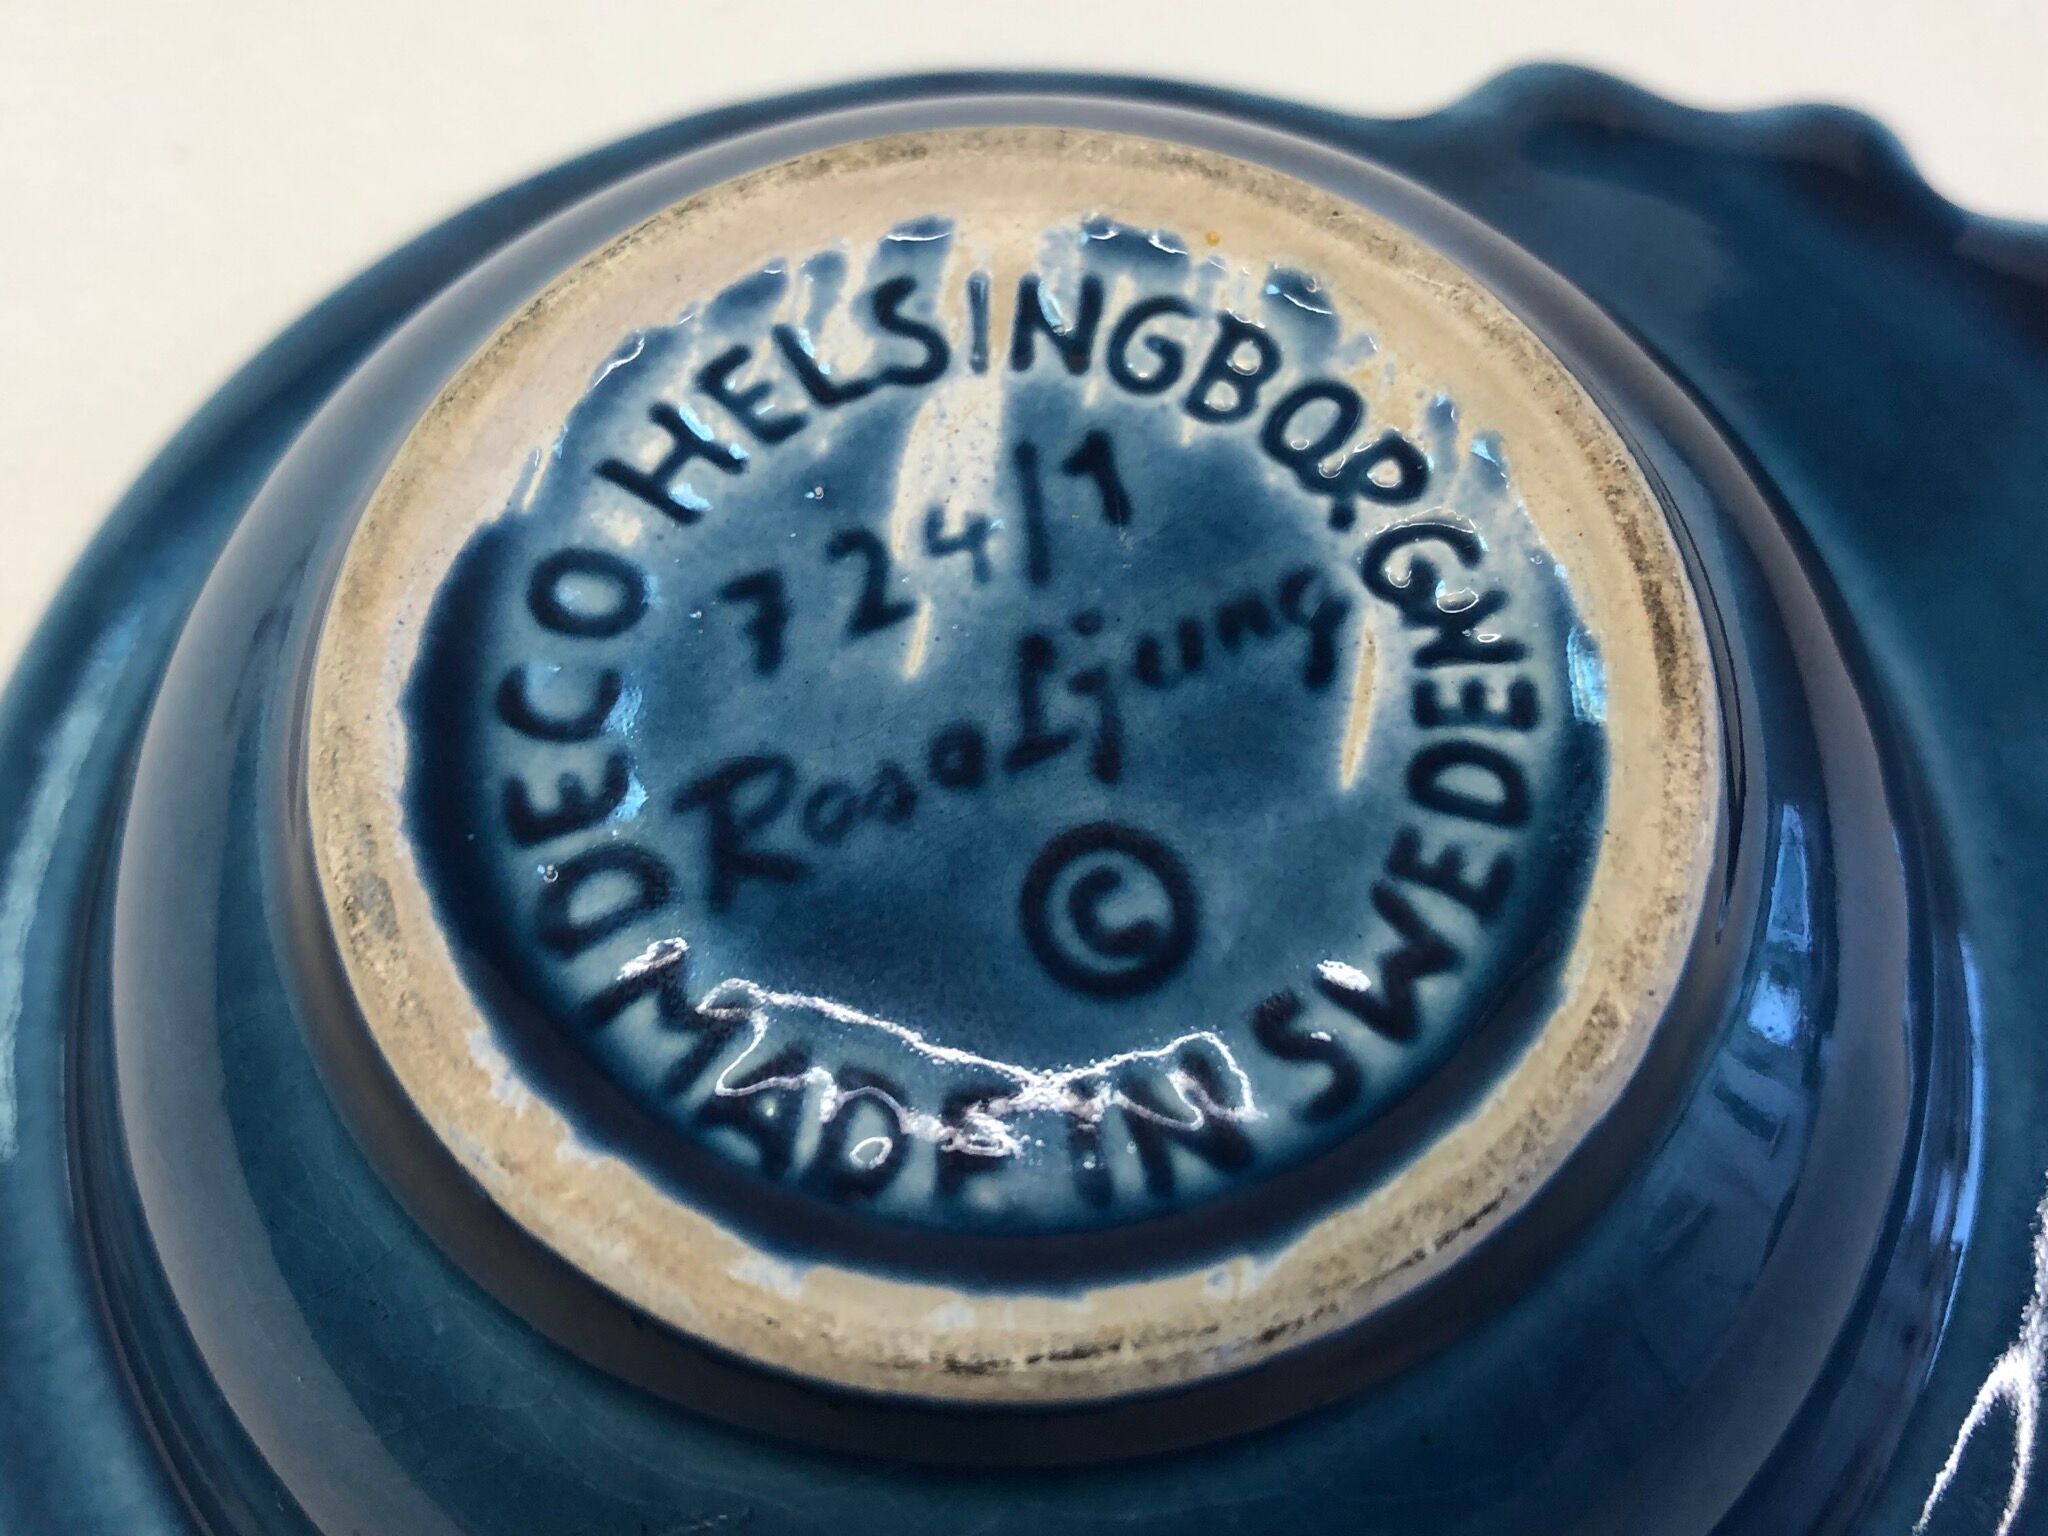 DECO HELSINGBORG
724/1
Rosa Ljung
©
MADE IN SWEDEN